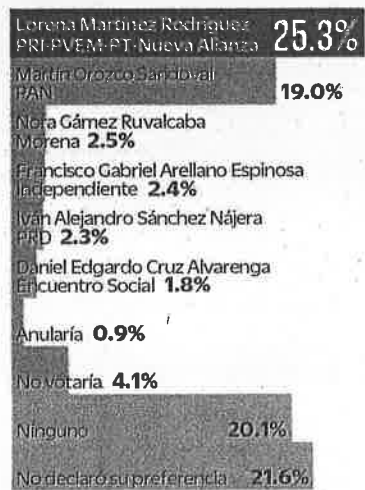 Lorena Martínez Rodríguez
PRI-PVEM-PT-Nueva Alianza 25.3%
Martín Orozco Sandoval
PAN 19.0%
Nora Gámez Ruvalcaba
Morena 2.5%
Francisco Gabriel Arellano Espinosa
Independiente 2.4%
Iván Alejandro Sánchez Nájera
PRD 2.3%
Daniel Edgardo Cruz Alvarenga
Encuentro Social 1.8%
Anularía 0.9%
No votaría 4.1%
Ninguno 20.1%
No declaró su preferencia 21.6%